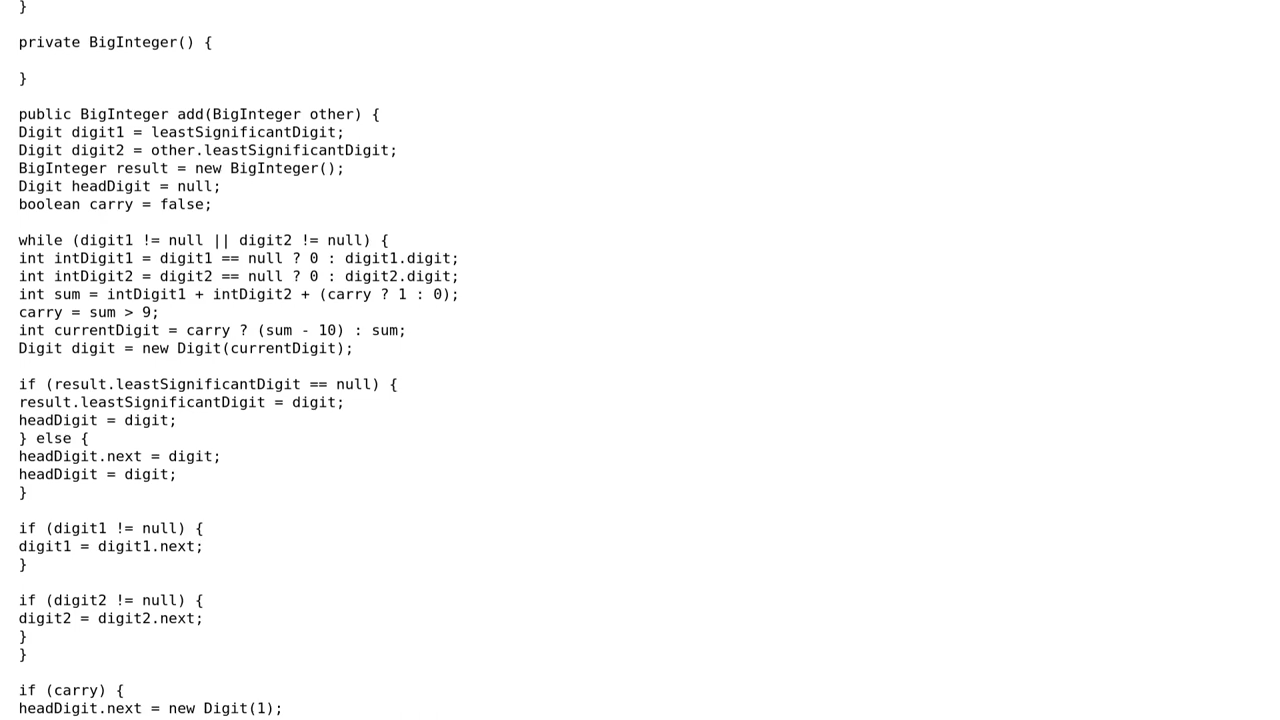 }
private BigInteger() {
}
public BigInteger add(BigInteger other) {
Digit digit1 = leastSignificantDigit;
Digit digit2 = other.leastSignificantDigit;
BigInteger result = new BigInteger();
Digit headDigit = null;
boolean carry = false;
while (digit1 != null || digit2 != null) {
int intDigit1 = digit1 == null ? 0 : digit1.digit;
int intDigit2 = digit2 == null ? 0 : digit2.digit;
int sum = intDigit1 + intDigit2 + (carry ? 1 : 0);
carry = sum > 9;
int currentDigit = carry ? (sum - 10) : sum;
Digit digit = new Digit(currentDigit);
if (result.leastSignificantDigit == null) {
result.leastSignificantDigit = digit;
headDigit = digit;
} else {
headDigit.next = digit;
headDigit = digit;
}
if (digit1 != null) {
digit1 = digit1.next;
}
if (digit2 != null) {
digit2 = digit2.next;
}
}
if (carry) {
headDigit.next = new Digit(1);